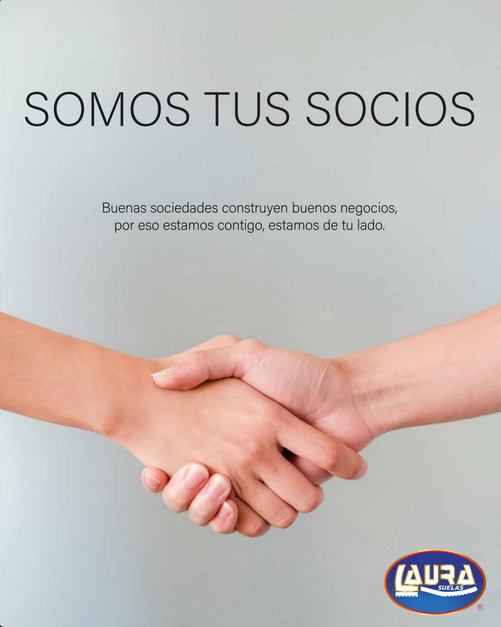 SOMOS TUS SOCIOS
Buenas sociedades construyen buenos negocios,
por eso estamos contigo, estamos de tu lado.
LAURA
SUELAS
®